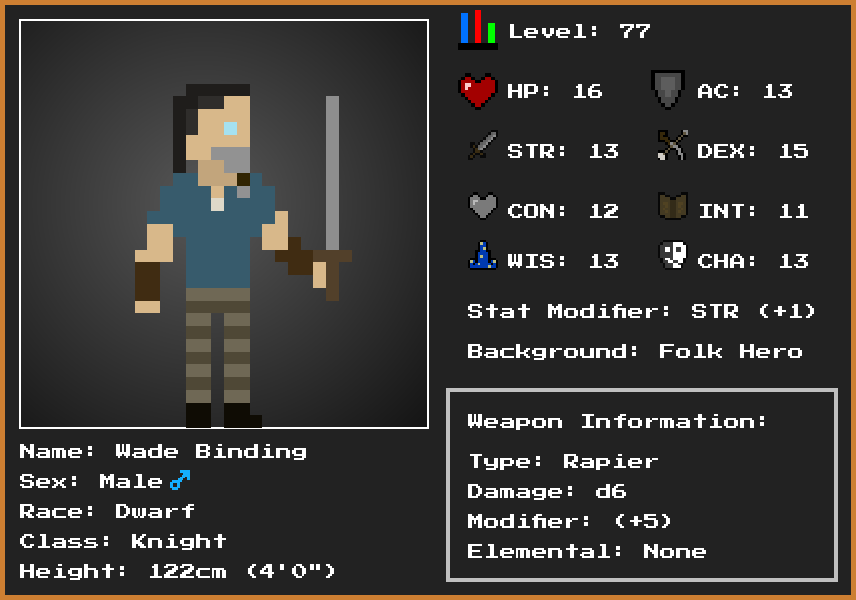 Level: 77
HP: 16
AC: 13
STR: 13
DEX: 15
CON: 12
INT: 11
WIS: 13
CHA: 13
Stat Modifier: STR (+1)
Background: Folk Hero
Weapon Information:
Type: Rapier
Damage: d6
Modifier: (+5)
Elemental: None
Name: Wade Binding
Sex: Male♂
Race: Dwarf
Class: Knight
Height: 122cm (4'0")